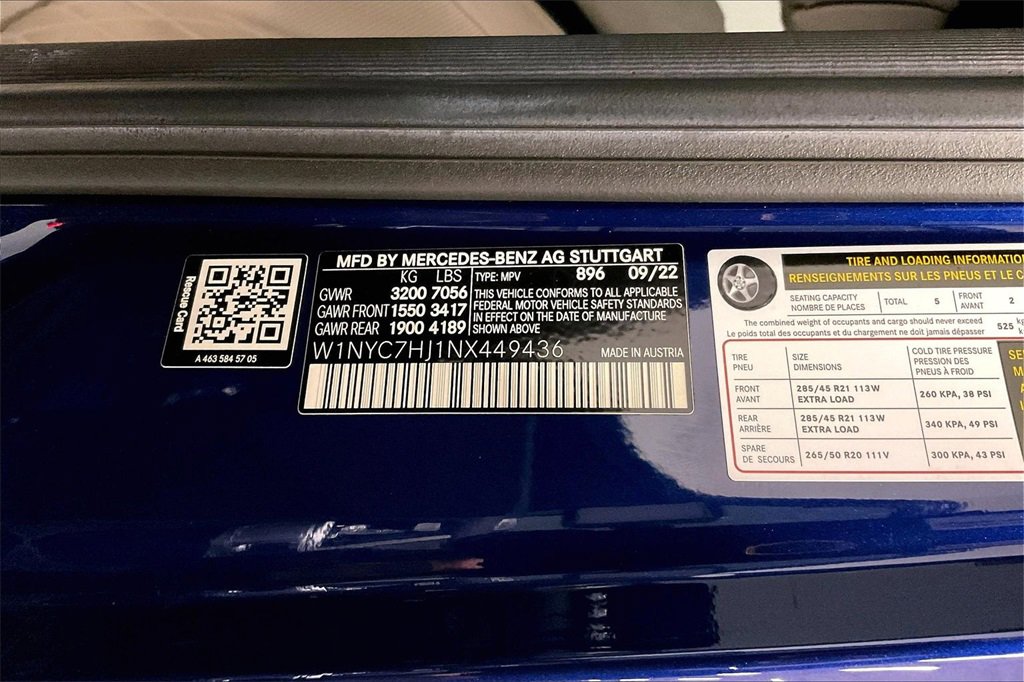 Rescue Card
A 463 584 57 05
MFD BY MERCEDES-BENZ AG STUTTGART
KG LBS
GVWR 3200 7056
GAWR FRONT 1550 3417
GAWR REAR 1900 4189
TYPE: MPV 896 09/22
THIS VEHICLE CONFORMS TO ALL APPLICABLE
FEDERAL MOTOR VEHICLE SAFETY STANDARDS
IN EFFECT ON THE DATE OF MANUFACTURE
SHOWN ABOVE
W1NYC7HJ1NX449436 MADE IN AUSTRIA
TIRE AND LOADING INFORMATION
RENSEIGNEMENTS SUR LES PNEUS ET LE C
SEATING CAPACITY
NOMBRE DE PLACES
TOTAL 5
FRONT
AVANT
2
The combined weight of occupants and cargo should never exceed
Le poids total des occupants et du chargement ne doit jamais dépasser
525
TIRE
PNEU
SIZE
DIMENSIONS
COLD TIRE PRESSURE
PRESSION DES
PNEUS À FROID
FRONT
AVANT
285/45 R21 113W
EXTRA LOAD
260 KPA, 38 PSI
REAR
ARRIÈRE
285/45 R21 113W
EXTRA LOAD
340 KPA, 49 PSI
SPARE
DE SECOURS
265/50 R20 111V
300 KPA, 43 PSI